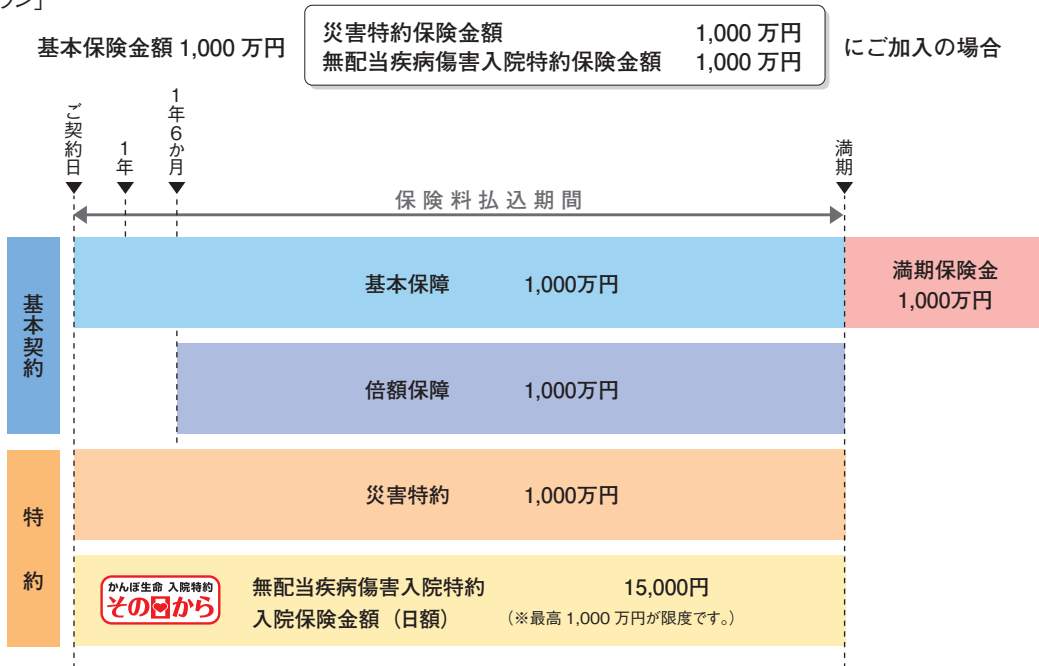 ラン」
基本保険金額 1,000 万円
災害特約保険金額 1,000 万円
無配当疾病傷害入院特約保険金額 1,000 万円
にご加入の場合
ご契約日
1年
1年6か月
満期
保険料払込期間
基本契約
基本保障 1,000万円
満期保険金
1,000万円
倍額保障 1,000万円
特約
災害特約 1,000万円
かんぽ生命 入院特約
その日から
無配当疾病傷害入院特約 15,000円
入院保険金額（日額） （※最高 1,000 万円が限度です。）